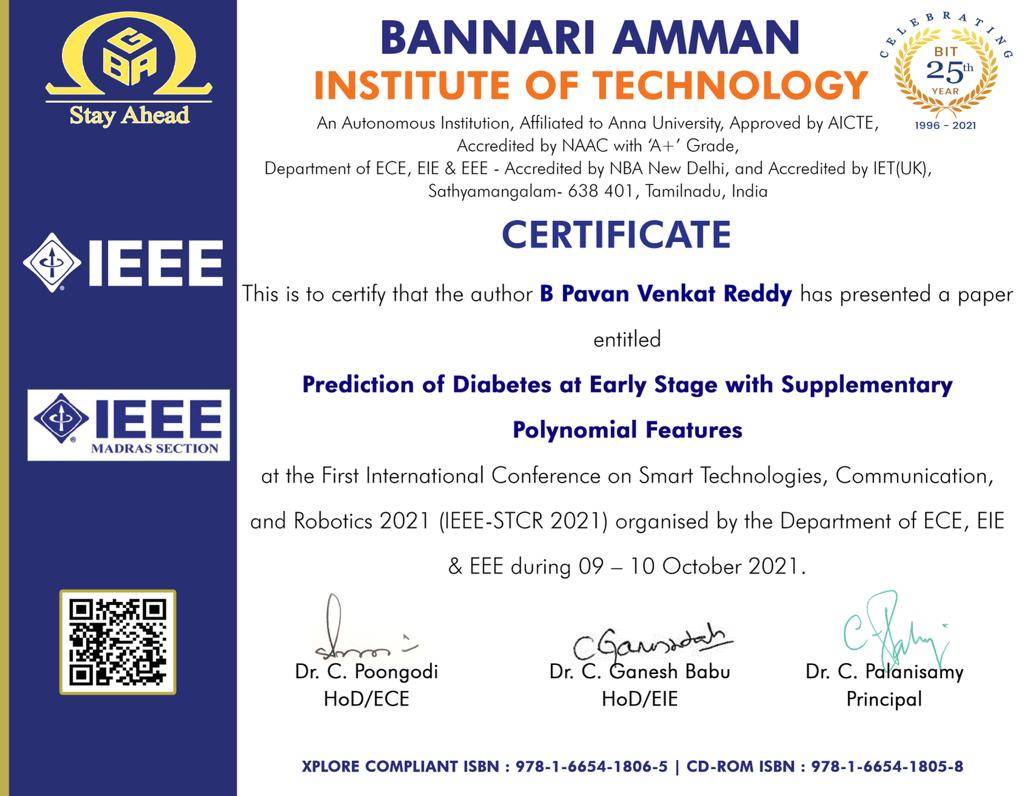 GBA
Stay Ahead
BANNARI AMMAN
INSTITUTE OF TECHNOLOGY
CELEBRATING
BIT
25th
YEAR
1996 - 2021
An Autonomous Institution, Affiliated to Anna University, Approved by AICTE,
Accredited by NAAC with ‘A+’ Grade,
Department of ECE, EIE & EEE - Accredited by NBA New Delhi, and Accredited by IET(UK),
Sathyamangalam- 638 401, Tamilnadu, India
IEEE
IEEE
MADRAS SECTION
CERTIFICATE
This is to certify that the author B Pavan Venkat Reddy has presented a paper
entitled
Prediction of Diabetes at Early Stage with Supplementary
Polynomial Features
at the First International Conference on Smart Technologies, Communication,
and Robotics 2021 (IEEE-STCR 2021) organised by the Department of ECE, EIE
& EEE during 09 – 10 October 2021.
Dr. C. Poongodi
HoD/ECE
Dr. C. Ganesh Babu
HoD/EIE
Dr. C. Palanisamy
Principal
XPLORE COMPLIANT ISBN : 978-1-6654-1806-5 | CD-ROM ISBN : 978-1-6654-1805-8